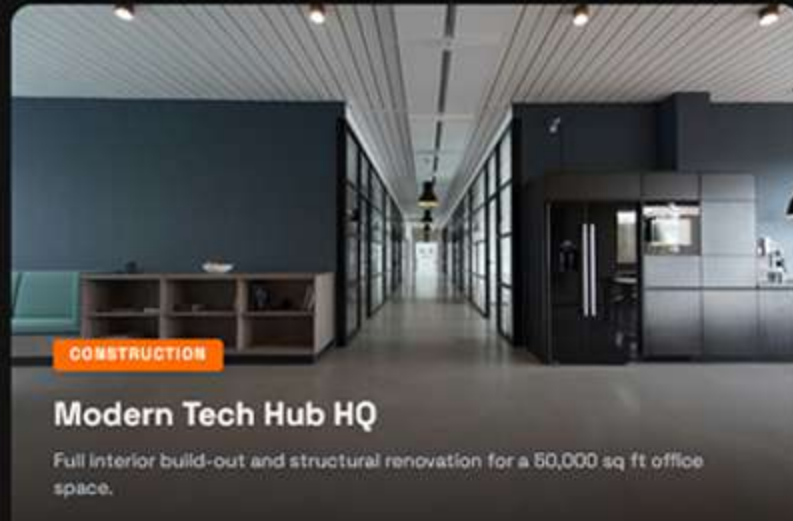 CONSTRUCTION
Modern Tech Hub HQ
Full interior build-out and structural renovation for a 50,000 sq ft office
space.